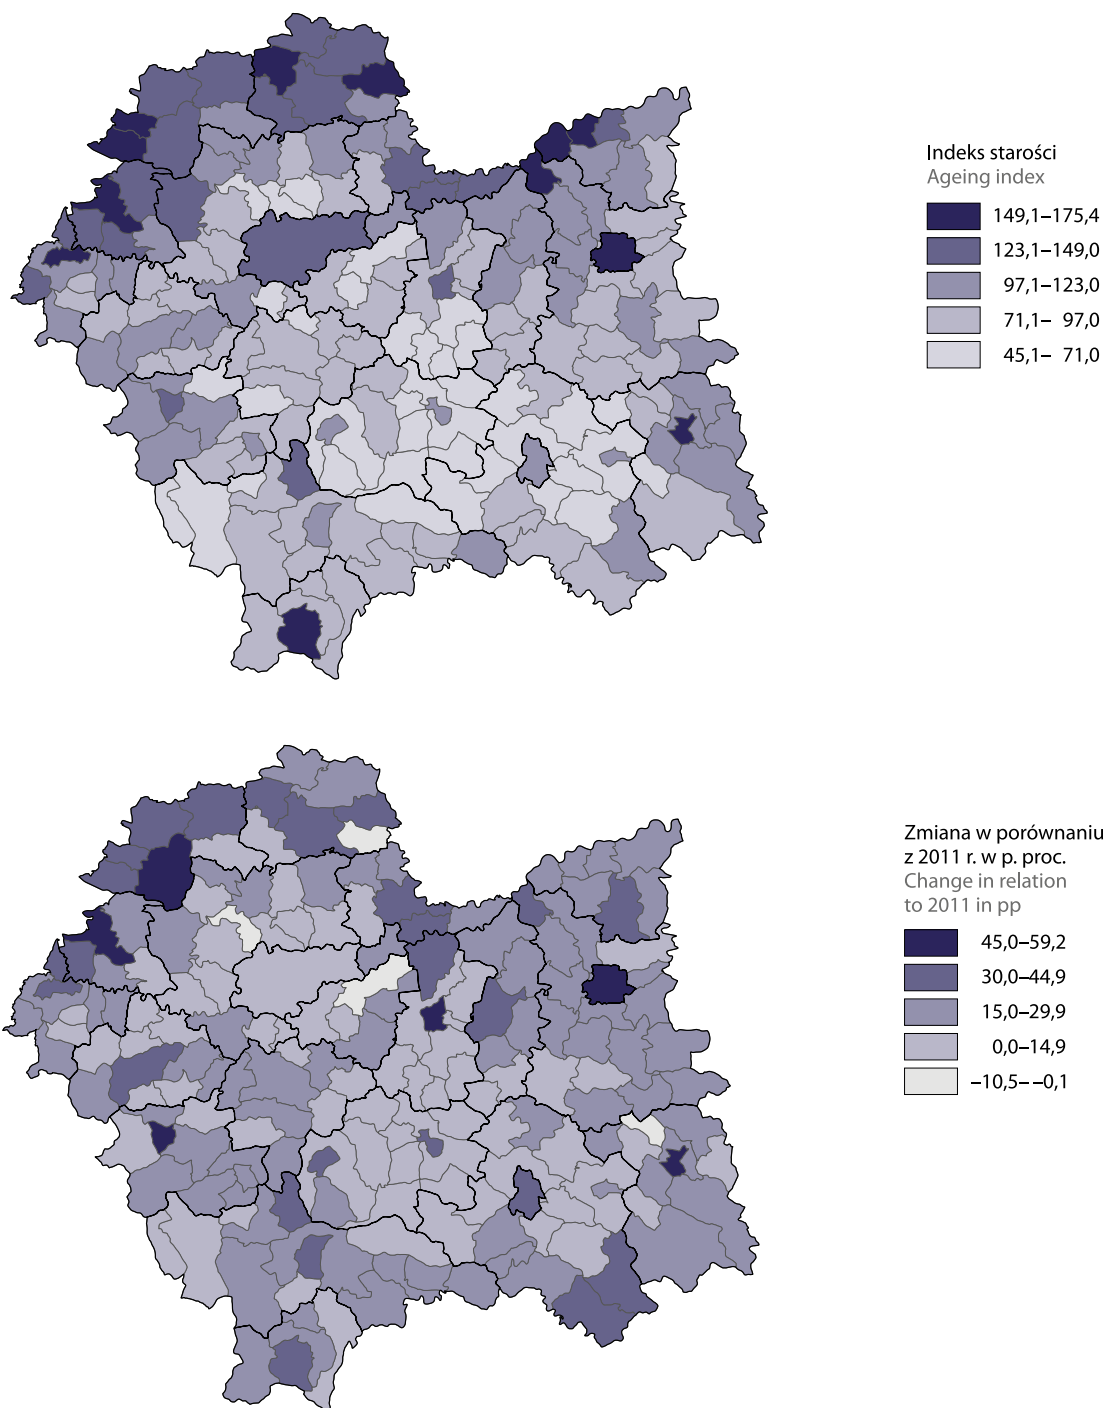 Indeks starości
Ageing index
149,1–175,4
123,1–149,0
97,1–123,0
71,1– 97,0
45,1– 71,0
Zmiana w porównaniu
z 2011 r. w p. proc.
Change in relation
to 2011 in pp
45,0–59,2
30,0–44,9
15,0–29,9
0,0–14,9
–10,5– –0,1